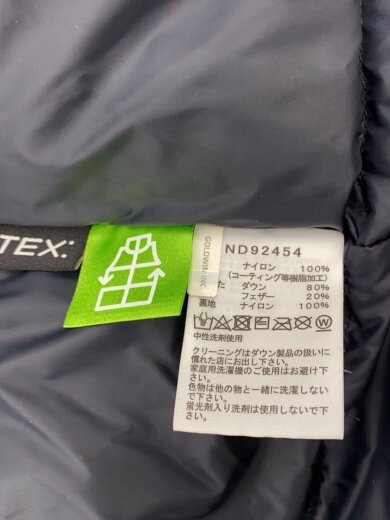 TEX:
GOLDWIN INC.
ND92454
ナイロン 100%
(コーティング等樹脂加工)
た ダウン 80%
フェザー 20%
裏地 ナイロン 100%
中性洗剤使用
クリーニングはダウン製品の扱いに
慣れた店にお出し下さい。
家庭用洗濯機のご使用はお避け下
さい。
色物は他の物と一緒に洗濯しない
で下さい。
蛍光剤入り洗剤は使用しないで下
さい。